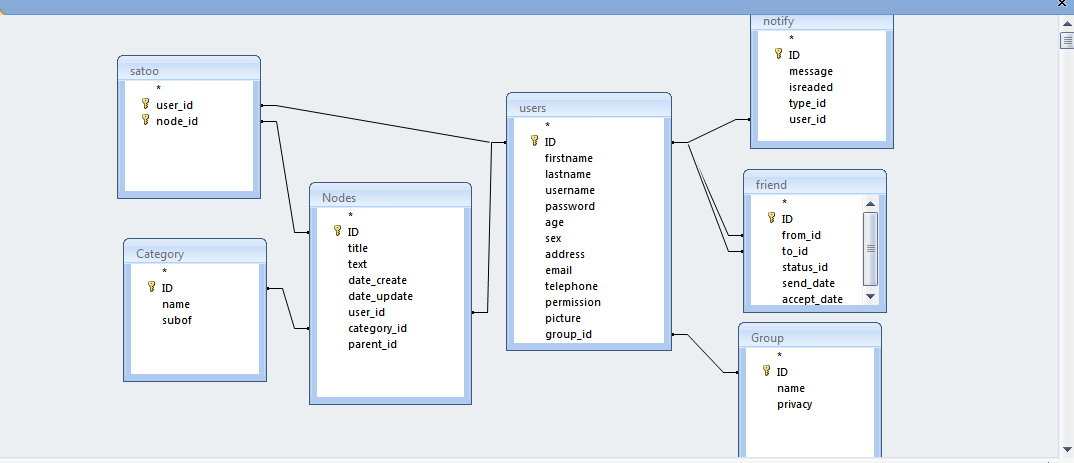 satoo
*
user_id
node_id
Category
*
ID
name
subof
Nodes
*
ID
title
text
date_create
date_update
user_id
category_id
parent_id
users
*
ID
firstname
lastname
username
password
age
sex
address
email
telephone
permission
picture
group_id
notify
*
ID
message
isreaded
type_id
user_id
friend
*
ID
from_id
to_id
status_id
send_date
accept_date
Group
*
ID
name
privacy